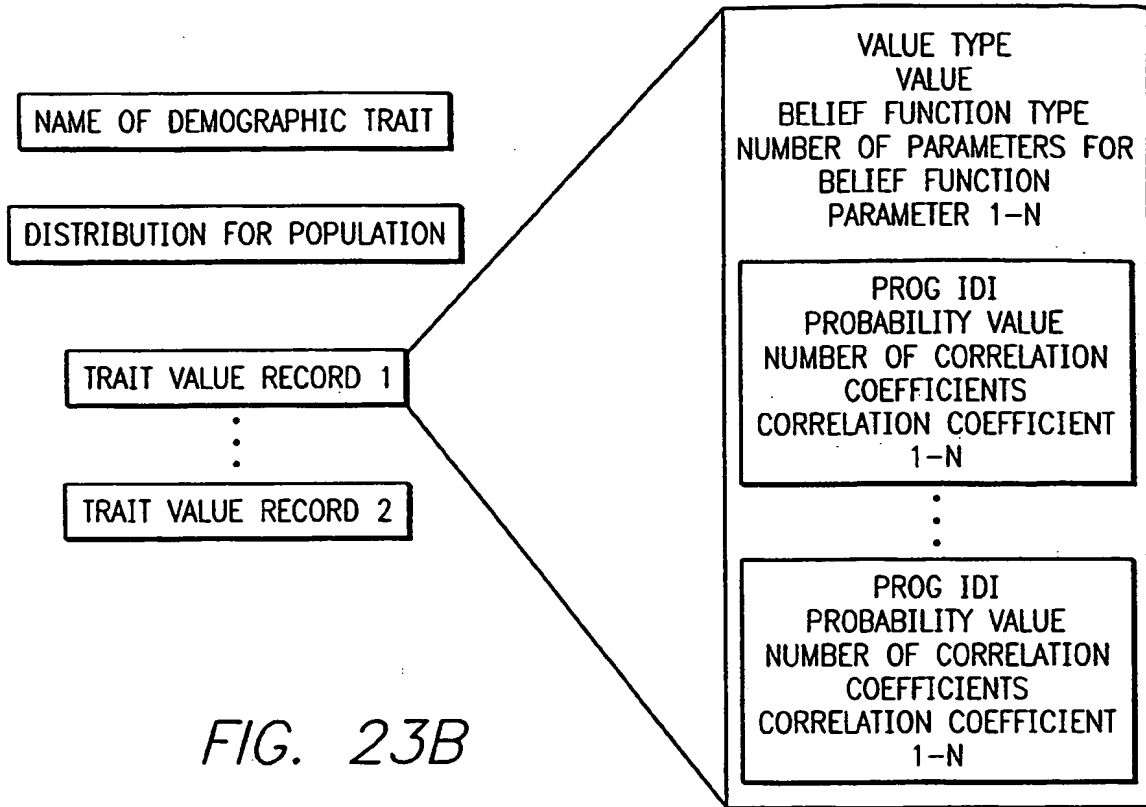 NAME OF DEMOGRAPHIC TRAIT
DISTRIBUTION FOR POPULATION
TRAIT VALUE RECORD 1
TRAIT VALUE RECORD 2
VALUE TYPE
VALUE
BELIEF FUNCTION TYPE
NUMBER OF PARAMETERS FOR
BELIEF FUNCTION
PARAMETER 1-N
PROG IDI
PROBABILITY VALUE
NUMBER OF CORRELATION
COEFFICIENTS
CORRELATION COEFFICIENT
1-N
PROG IDI
PROBABILITY VALUE
NUMBER OF CORRELATION
COEFFICIENTS
CORRELATION COEFFICIENT
1-N
FIG. 23B